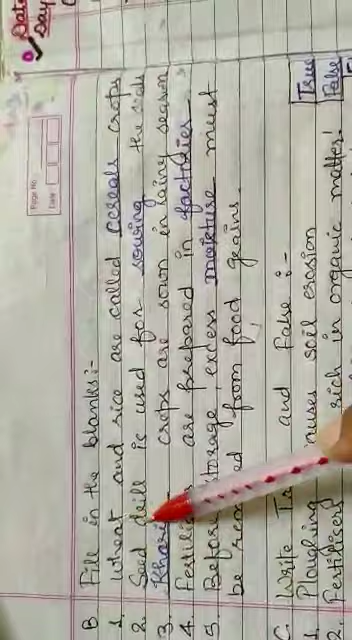 Date
Day
Page No.
Date
B. Fill in the blanks:-
1. Wheat and rice are called cereals crops
2. Seed drill is used for sowing the seeds
3. Kharif crops are sown in rainy season
4. Fertili are prepared in factories
5. Before storage, excess moisture must
be removed from food grains.
C. Write and False :-
1. Ploughing causes soil erosion True
2. Fertilisers rich in organic matter. False